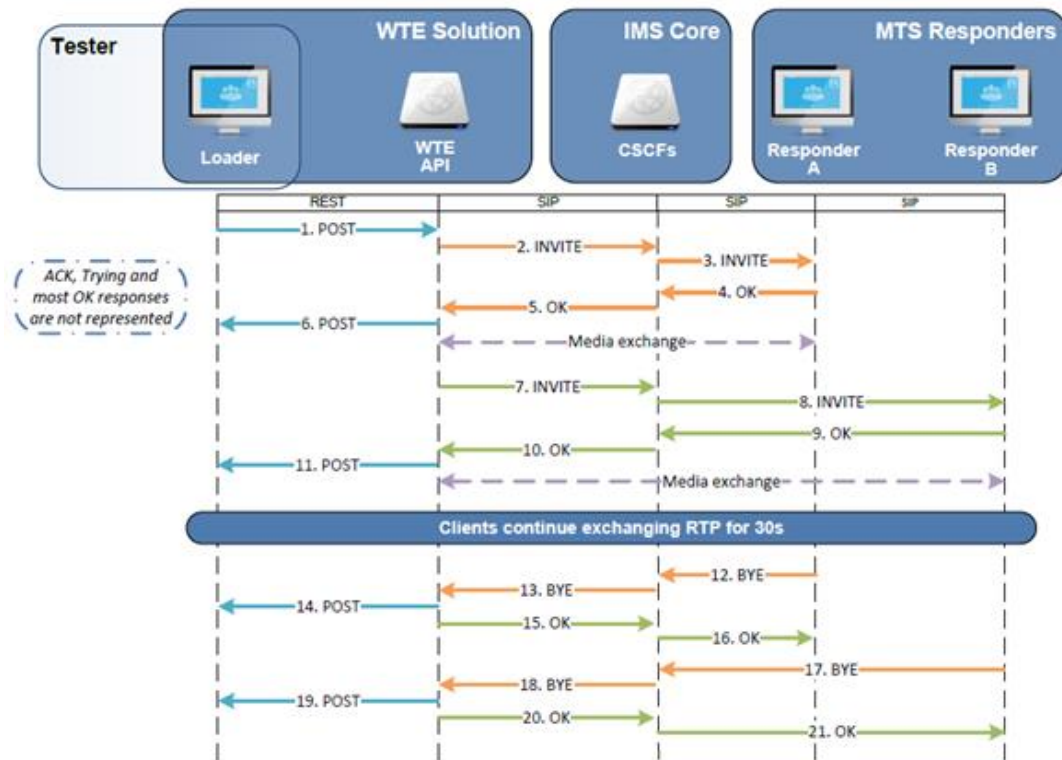 Tester
WTE Solution
IMS Core
MTS Responders
Loader
WTE
API
CSCFs
Responder
A
Responder
B
REST
SIP
SIP
SIP
1. POST
2. INVITE
3. INVITE
ACK, Trying and
most OK responses
are not represented
4. OK
5. OK
6. POST
Media exchange
7. INVITE
8. INVITE
9. OK
10. OK
11. POST
Media exchange
Clients continue exchanging RTP for 30s
12. BYE
13. BYE
14. POST
15. OK
16. OK
17. BYE
18. BYE
19. POST
20. OK
21. OK